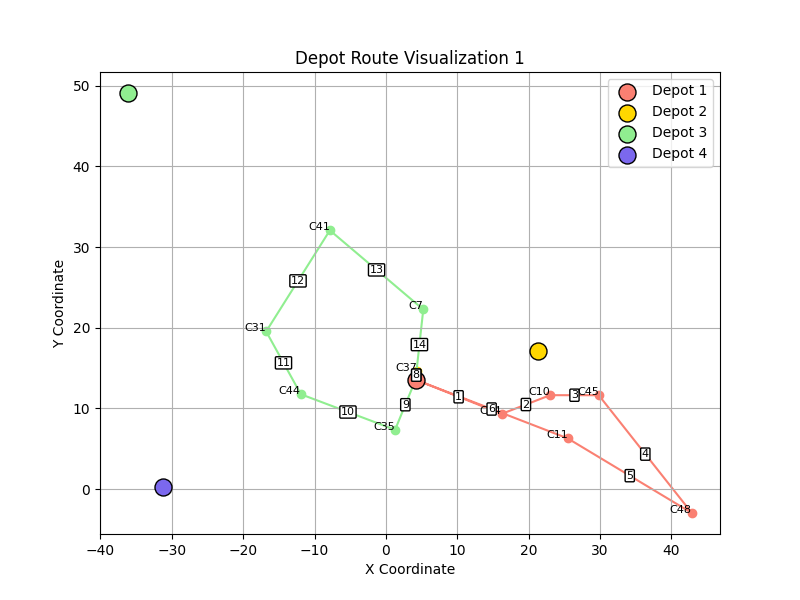 Depot Route Visualization 1
Depot 1
Depot 2
Depot 3
Depot 4
50
40
30
20
10
0
Y Coordinate
C41
13
12
C7
C31
14
11
C37
8
C44
10
9
C35
1
6
2
C10
3
C45
C11
4
5
C48
−40
−30
−20
−10
0
10
20
30
40
X Coordinate